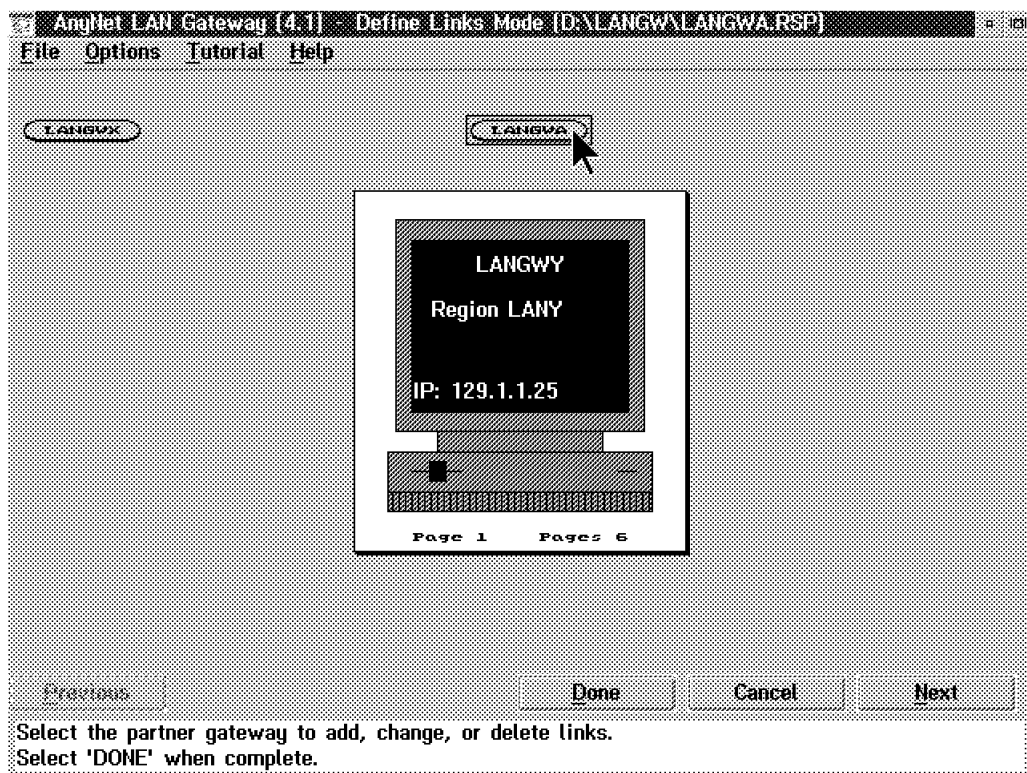 AnyNet LAN Gateway (4.1) - Define Links Mode (D:\LANGW\LANGWA.RSP)
File Options Tutorial Help
LANGWX LANGWA
LANGWY
Region LANY
IP: 129.1.1.25
Page 1 Pages 6
Previous Done Cancel Next
Select the partner gateway to add, change, or delete links.
Select 'DONE' when complete.